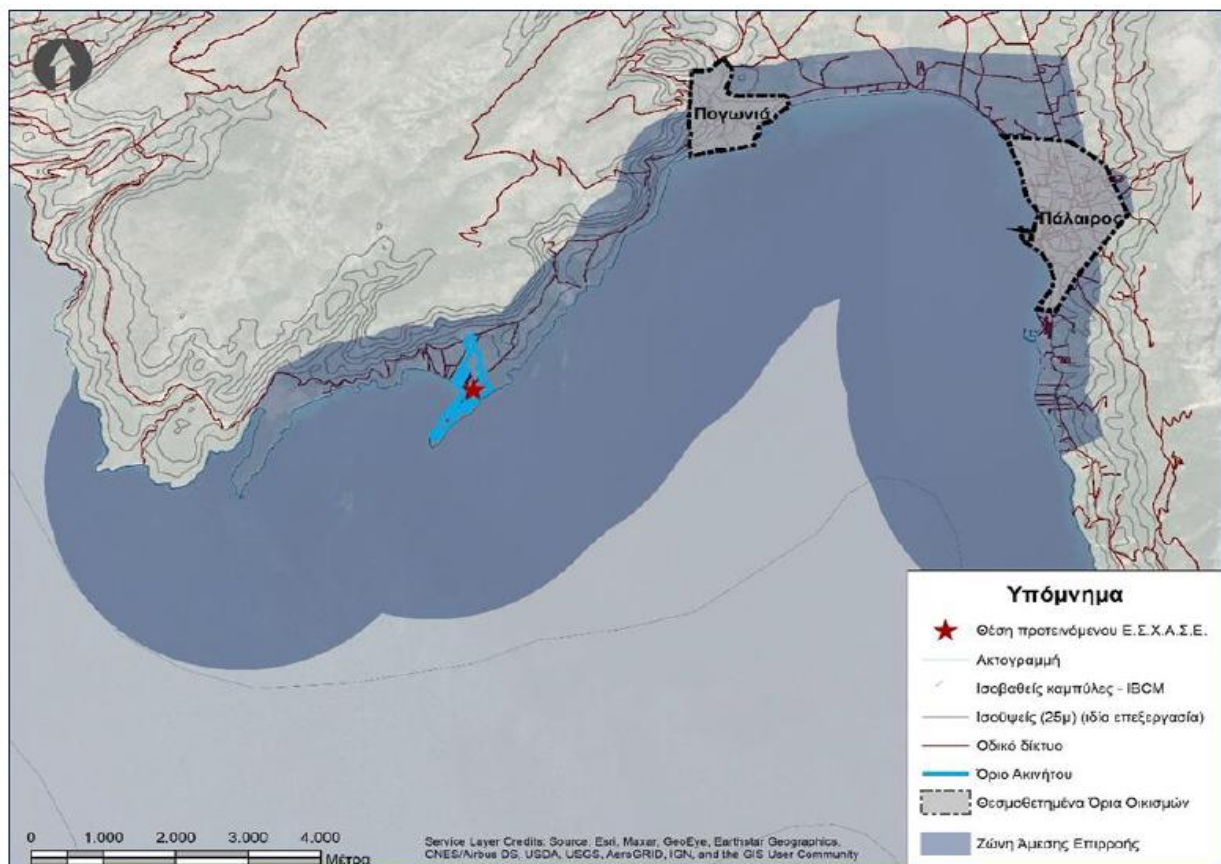 Πογωνιά
Πάλαιρος
Υπόμνημα
Θέση προτεινόμενου Ε.Σ.Χ.Α.Σ.Ε.
Ακτογραμμή
Ισοβαθείς καμπύλες - IBCM
Ισοϋψείς (25μ) (ιδία επεξεργασία)
Οδικό δίκτυο
Όριο Ακινήτου
Θεσμοθετημένα Όρια Οικισμών
Ζώνη Άμεσης Επιρροής
0 1.000 2.000 3.000 4.000
Μέτρα
Service Layer Credits: Source: Esri, Maxar, GeoEye, Earthstar Geographics,
CNES/Airbus DS, USDA, USGS, AeroGRID, IGN, and the GIS User Community